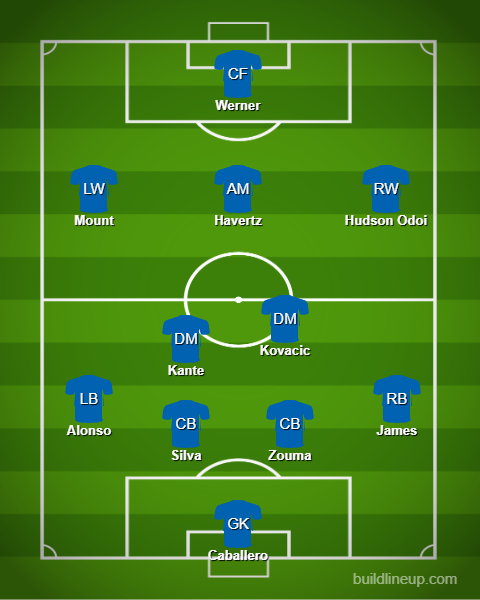 CF
Werner
LW
Mount
AM
Havertz
RW
Hudson Odoi
DM
Kante
DM
Kovacic
LB
Alonso
CB
Silva
CB
Zouma
RB
James
GK
Caballero
buildlineup.com